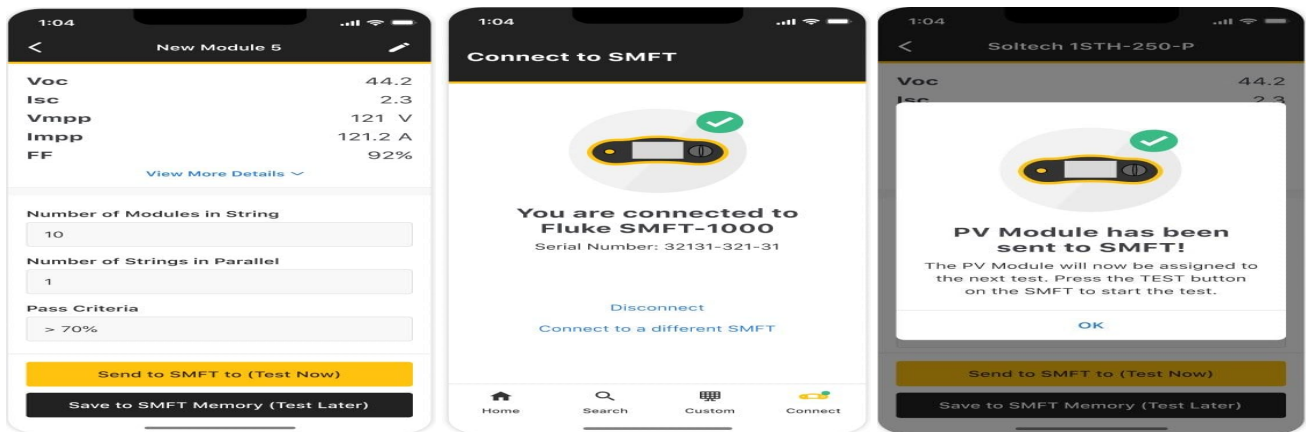 1:04
New Module 5
Voc 44.2
Isc 2.3
Vmpp 121 V
Impp 121.2 A
FF 92%
View More Details
Number of Modules in String
10
Number of Strings in Parallel
1
Pass Criteria
> 70%
Send to SMFT to (Test Now)
Save to SMFT Memory (Test Later)
1:04
Connect to SMFT
You are connected to
Fluke SMFT-1000
Serial Number: 32131-321-31
Disconnect
Connect to a different SMFT
Home Search Custom Connect
1:04
Soltech 1STH-250-P
Voc 44.2
Isc 2.3
PV Module has been
sent to SMFT!
The PV Module will now be assigned to
the next test. Press the TEST button
on the SMFT to start the test.
OK
Send to SMFT to (Test Now)
Save to SMFT Memory (Test Later)